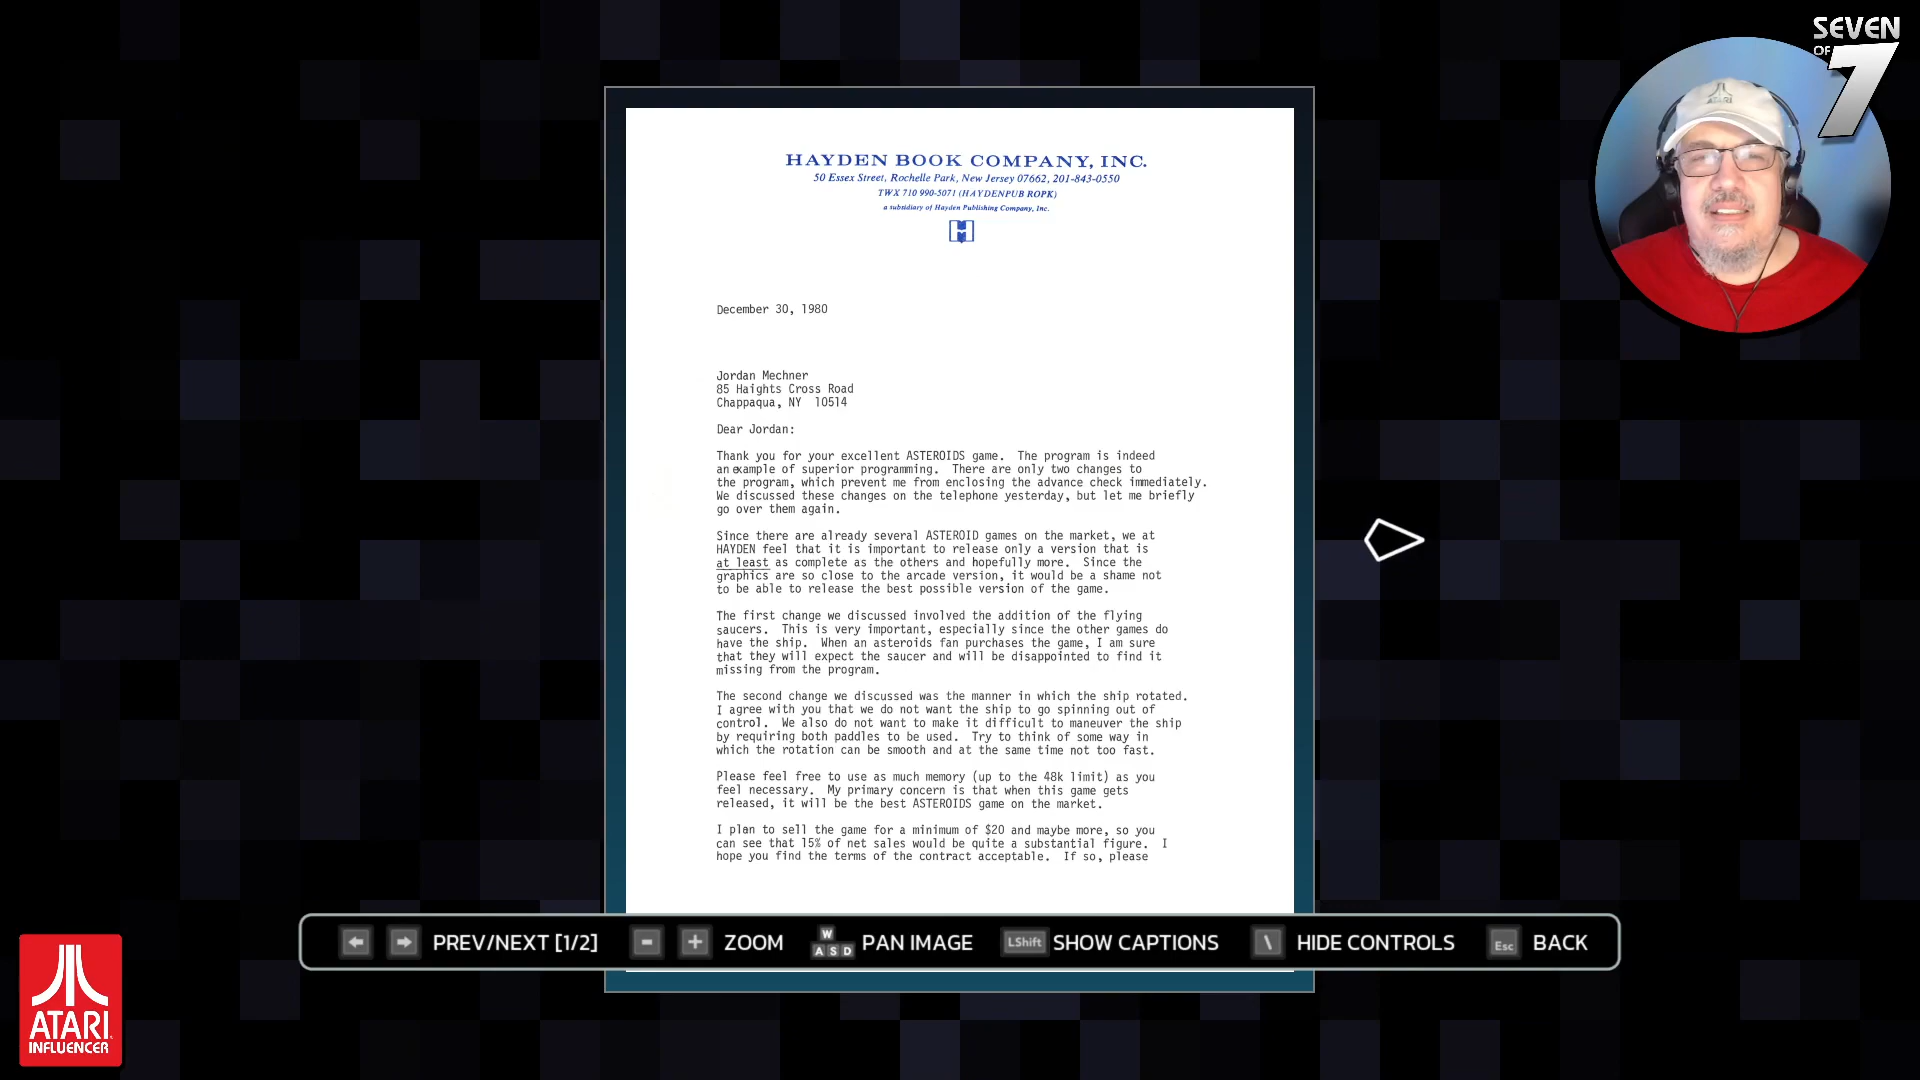 SEVEN
OF
7
ATARI
HAYDEN BOOK COMPANY, INC.
50 Essex Street, Rochelle Park, New Jersey 07662, 201-843-0550
TWX 710 990-5071 (HAYDENPUB ROPK)
a subsidiary of Hayden Publishing Company, Inc.
H
December 30, 1980
Jordan Mechner
85 Haights Cross Road
Chappaqua, NY 10514
Dear Jordan:
Thank you for your excellent ASTEROIDS game. The program is indeed
an example of superior programming. There are only two changes to
the program, which prevent me from enclosing the advance check immediately.
We discussed these changes on the telephone yesterday, but let me briefly
go over them again.
Since there are already several ASTEROID games on the market, we at
HAYDEN feel that it is important to release only a version that is
at least as complete as the others and hopefully more. Since the
graphics are so close to the arcade version, it would be a shame not
to be able to release the best possible version of the game.
The first change we discussed involved the addition of the flying
saucers. This is very important, especially since the other games do
have the ship. When an asteroids fan purchases the game, I am sure
that they will expect the saucer and will be disappointed to find it
missing from the program.
The second change we discussed was the manner in which the ship rotated.
I agree with you that we do not want the ship to go spinning out of
control. We also do not want to make it difficult to maneuver the ship
by requiring both paddles to be used. Try to think of some way in
which the rotation can be smooth and at the same time not too fast.
Please feel free to use as much memory (up to the 48k limit) as you
feel necessary. My primary concern is that when this game gets
released, it will be the best ASTEROIDS game on the market.
I plan to sell the game for a minimum of $20 and maybe more, so you
can see that 15% of net sales would be quite a substantial figure. I
hope you find the terms of the contract acceptable. If so, please
PREV/NEXT [1/2] - + ZOOM W A S D PAN IMAGE LShift SHOW CAPTIONS \ HIDE CONTROLS Esc BACK
ATARI
INFLUENCER